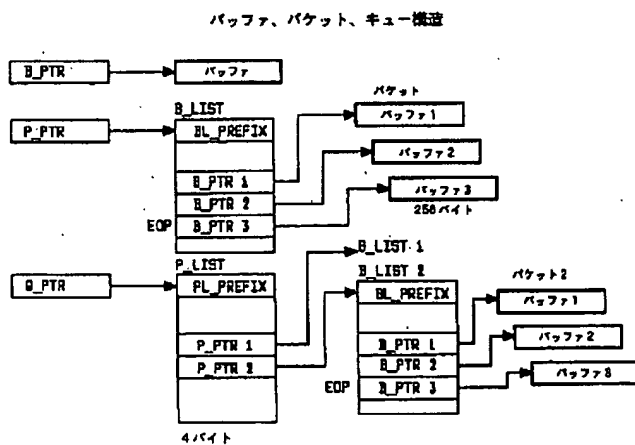 バッファ、パケット、キュー構造
B_PTR
バッファ
P_PTR
B_LIST
BL_PREFIX
B_PTR 1
B_PTR 2
EOP
B_PTR 3
パケット
バッファ1
バッファ2
バッファ3
256バイト
Q_PTR
P_LIST
PL_PREFIX
P_PTR 1
P_PTR 2
4バイト
B_LIST 1
B_LIST 2
BL_PREFIX
B_PTR 1
B_PTR 2
EOP
B_PTR 3
パケット2
バッファ1
バッファ2
バッファ3